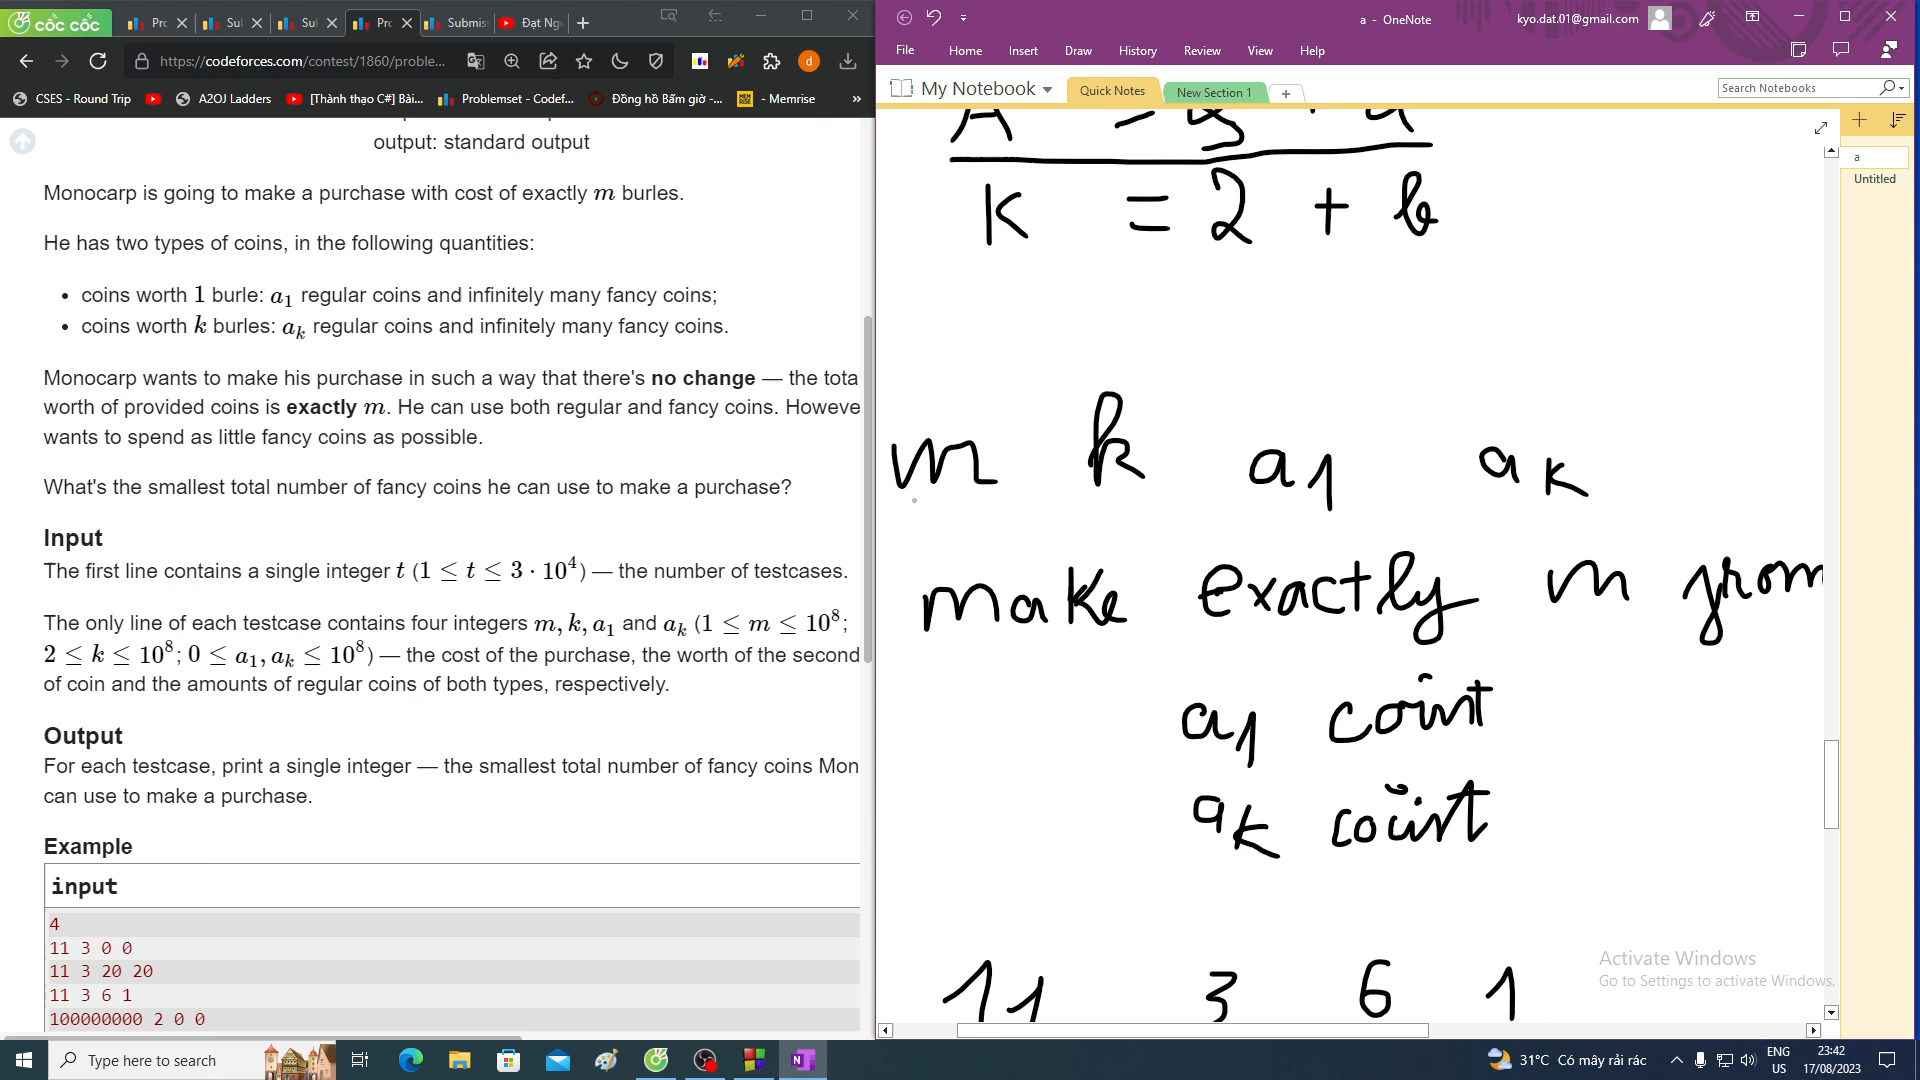 cốc cốc
Prc
Sul
Sul
Prc
Submis
Đạt Ng
https://codeforces.com/contest/1860/proble...
d
CSES - Round Trip
A2OJ Ladders
[Thành thạo C#] Bài...
Problemset - Codef...
Đồng hồ Bấm giờ -...
- Memrise
»
output: standard output
Monocarp is going to make a purchase with cost of exactly m burles.
He has two types of coins, in the following quantities:
• coins worth 1 burle: a₁ regular coins and infinitely many fancy coins;
• coins worth k burles: aₖ regular coins and infinitely many fancy coins.
Monocarp wants to make his purchase in such a way that there's no change — the tota
worth of provided coins is exactly m. He can use both regular and fancy coins. Howeve
wants to spend as little fancy coins as possible.
What's the smallest total number of fancy coins he can use to make a purchase?
Input
The first line contains a single integer t (1 ≤ t ≤ 3 · 10⁴) — the number of testcases.
The only line of each testcase contains four integers m, k, a₁ and aₖ (1 ≤ m ≤ 10⁸;
2 ≤ k ≤ 10⁸; 0 ≤ a₁, aₖ ≤ 10⁸) — the cost of the purchase, the worth of the second
of coin and the amounts of regular coins of both types, respectively.
Output
For each testcase, print a single integer — the smallest total number of fancy coins Mon
can use to make a purchase.
Example
input
4
11 3 0 0
11 3 20 20
11 3 6 1
100000000 2 0 0
a - OneNote
kyo.dat.01@gmail.com
File Home Insert Draw History Review View Help
My Notebook
Quick Notes
New Section 1
Search Notebooks
a
Untitled
k = 2 + b
m k a1 ak
make exactly m from
a1 coint
ak coint
11 3 6 1
Activate Windows
Go to Settings to activate Windows.
Type here to search
31°C Có mây rải rác
ENG
US
23:42
17/08/2023